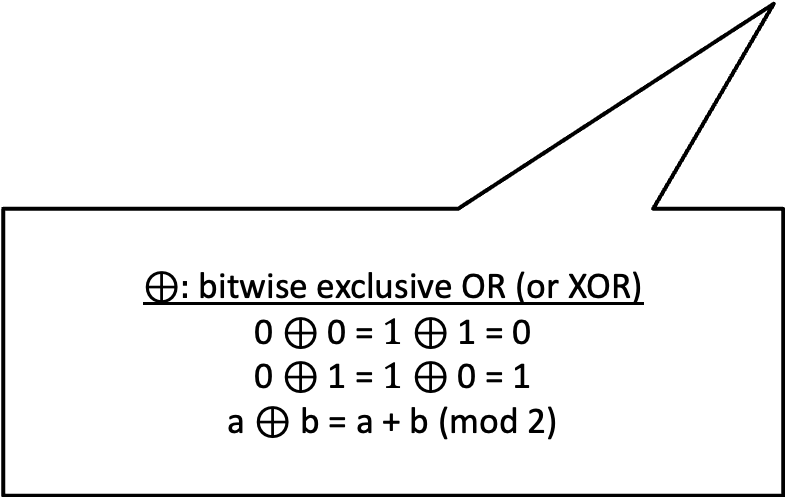 ⊕: bitwise exclusive OR (or XOR)
0 ⊕ 0 = 1 ⊕ 1 = 0
0 ⊕ 1 = 1 ⊕ 0 = 1
a ⊕ b = a + b (mod 2)